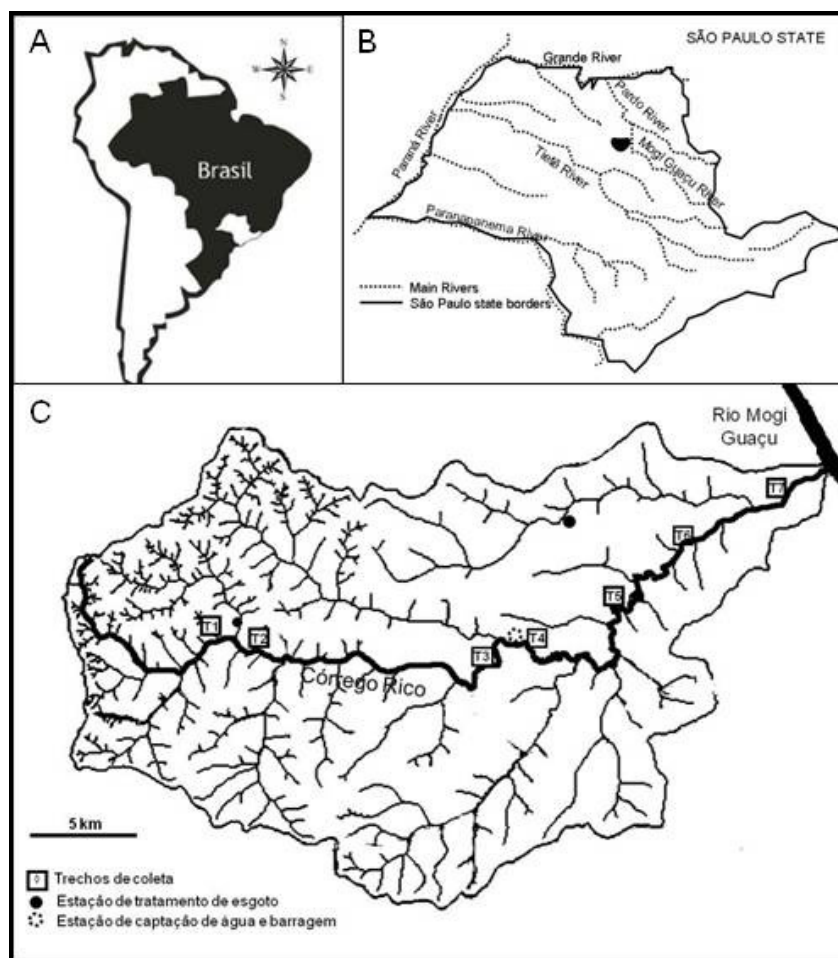 A
N
W
E
S
Brasil
B
SÃO PAULO STATE
Grande River
Pardo River
Paraná River
Mogi Guaçu River
Tietê River
Paranapanema River
Main Rivers
São Paulo state borders
C
Rio Mogi
Guaçu
T7
T6
T5
T1
T2
T3
T4
Córrego Rico
5 km
Trechos de coleta
Estação de tratamento de esgoto
Estação de captação de água e barragem